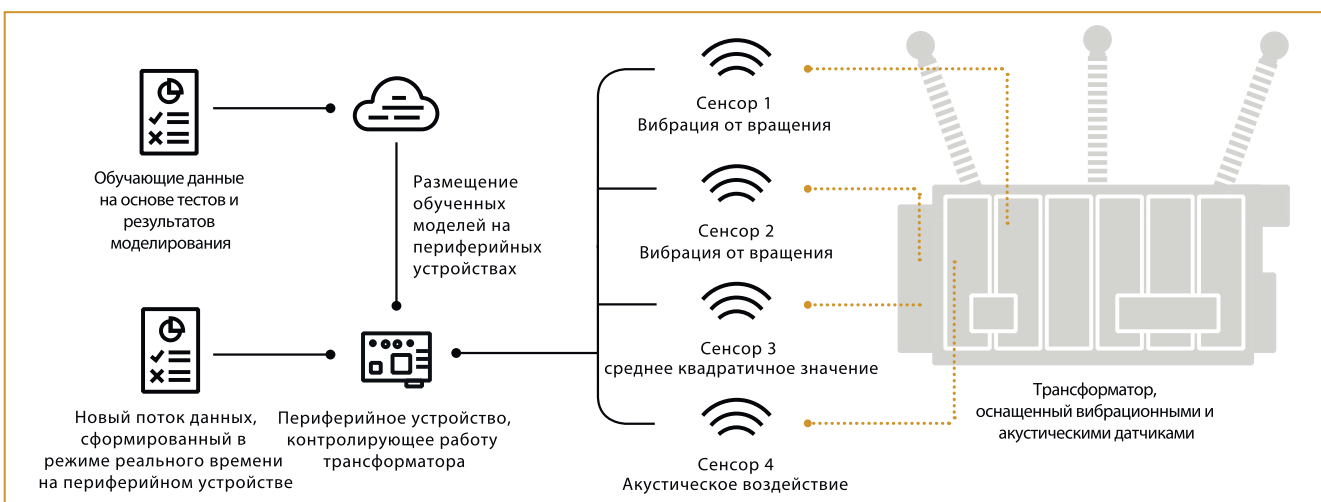 Обучающие данные
на основе тестов и
результатов
моделирования
Размещение
обученных
моделей на
периферийных
устройствах
Новый поток данных,
сформированный в
режиме реального времени
на периферийном устройстве
Периферийное устройство,
контролирующее работу
трансформатора
Сенсор 1
Вибрация от вращения
Сенсор 2
Вибрация от вращения
Сенсор 3
среднее квадратичное значение
Сенсор 4
Акустическое воздействие
Трансформатор,
оснащенный вибрационными и
акустическими датчиками